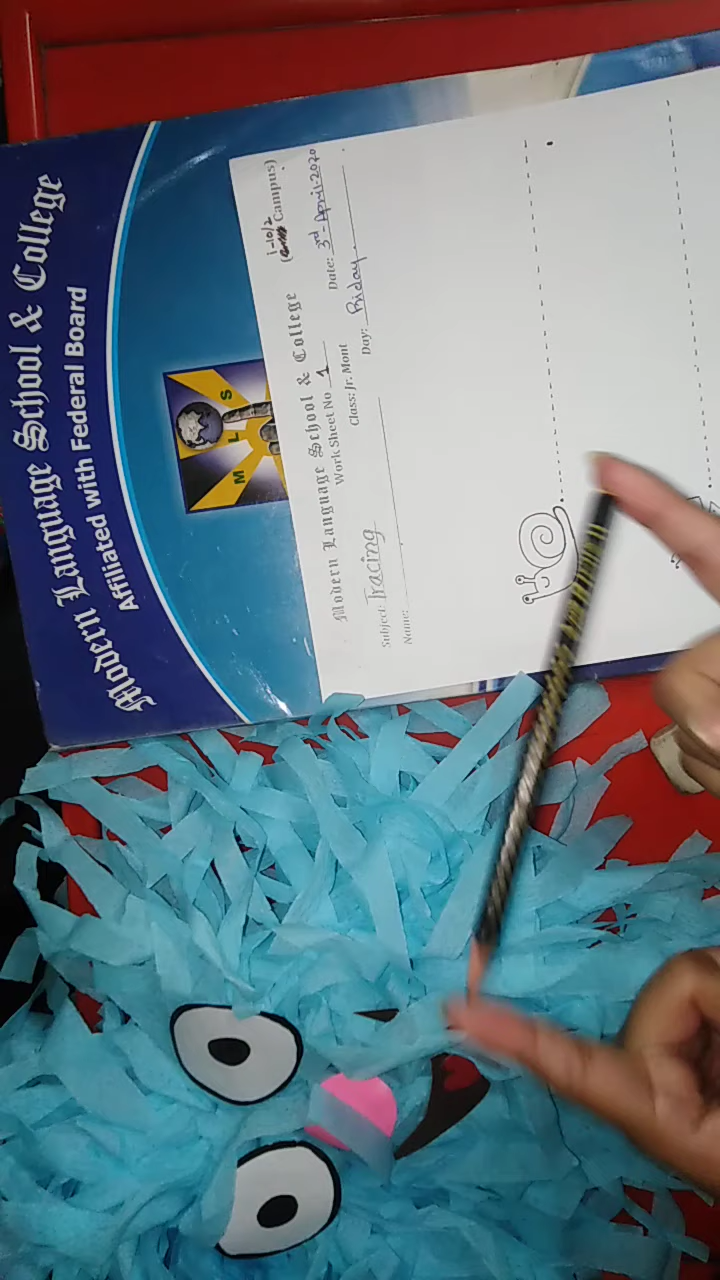 Modern Language School & College
Affiliated with Federal Board
M L S
Modern Language School & College
i-10/2
( Campus)
Work Sheet No 1
Date: 3rd - April-2020
Subject: Tracing
Class: Jr. Mont
Name:
Day: Friday.